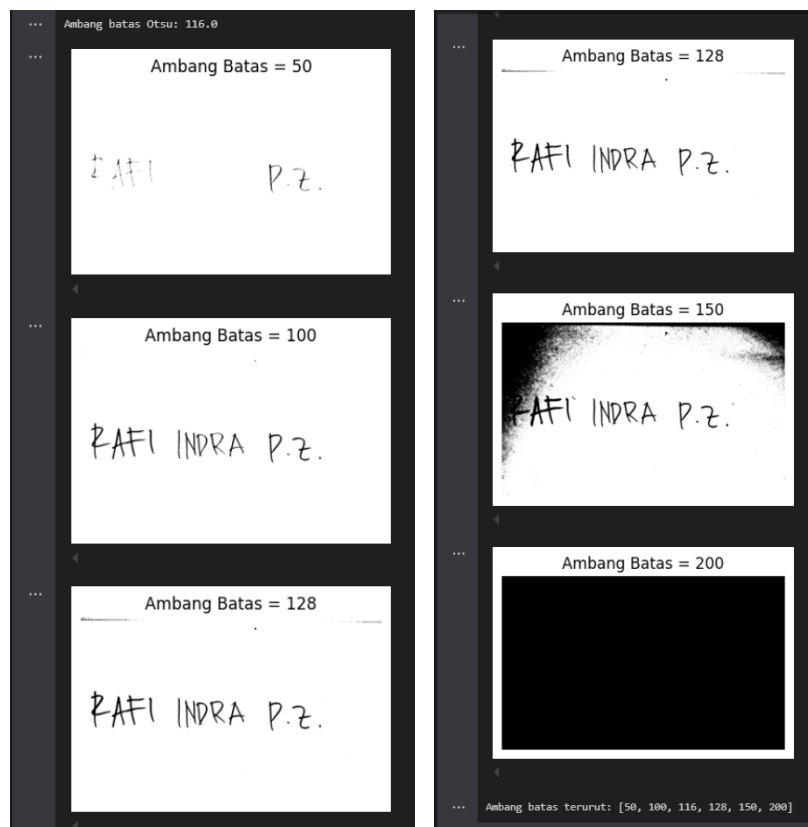 Ambang batas Otsu: 116.0
Ambang Batas = 50
RAFI P.Z.
Ambang Batas = 100
RAFI INDRA P.Z.
Ambang Batas = 128
RAFI INDRA P.Z.
Ambang Batas = 128
RAFI INDRA P.Z.
Ambang Batas = 150
RAFI INDRA P.Z.
Ambang Batas = 200
Ambang batas terurut: [50, 100, 116, 128, 150, 200]